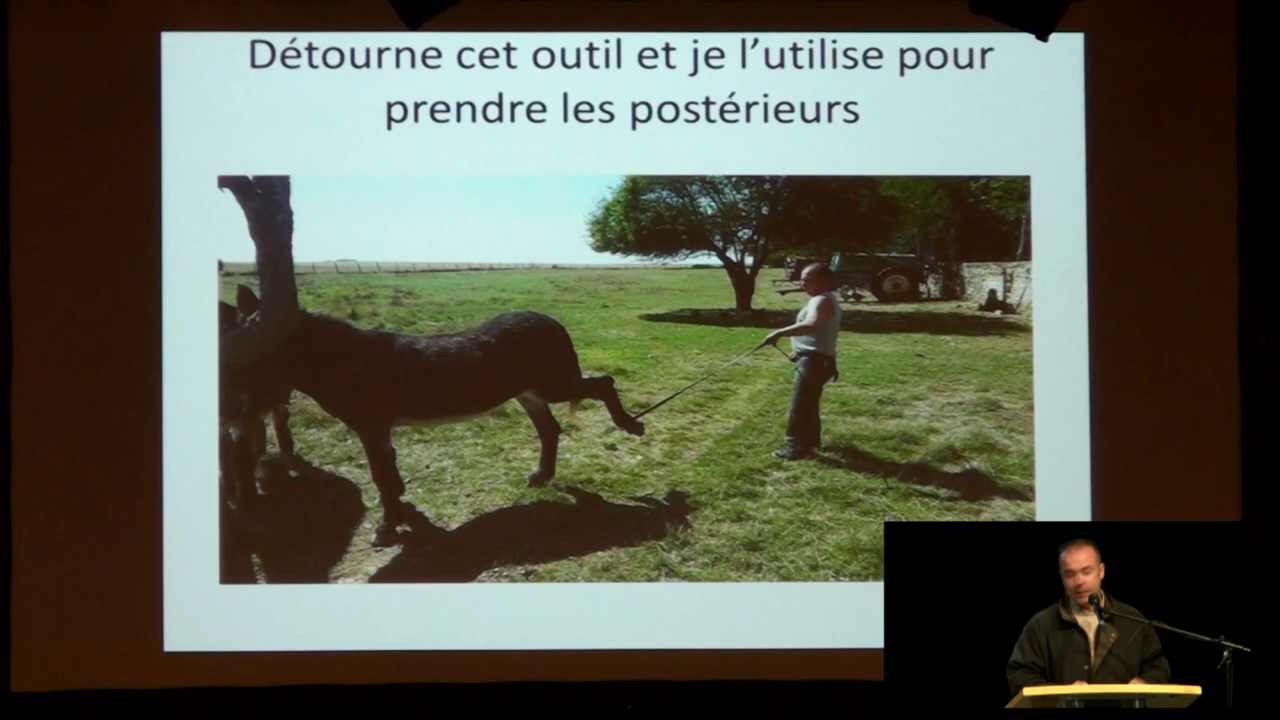 Détourne cet outil et je l’utilise pour
prendre les postérieurs